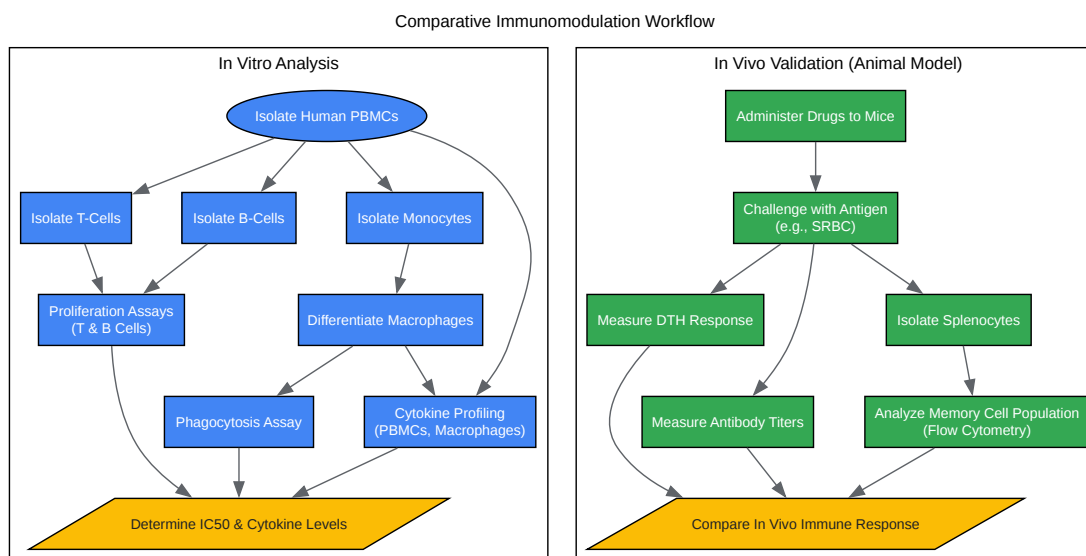 Comparative Immunomodulation Workflow
In Vitro Analysis
Isolate Human PBMCs
Isolate T-Cells
Isolate B-Cells
Isolate Monocytes
Proliferation Assays
(T & B Cells)
Differentiate Macrophages
Phagocytosis Assay
Cytokine Profiling
(PBMCs, Macrophages)
Determine IC50 & Cytokine Levels
In Vivo Validation (Animal Model)
Administer Drugs to Mice
Challenge with Antigen
(e.g., SRBC)
Measure DTH Response
Isolate Splenocytes
Measure Antibody Titers
Analyze Memory Cell Population
(Flow Cytometry)
Compare In Vivo Immune Response